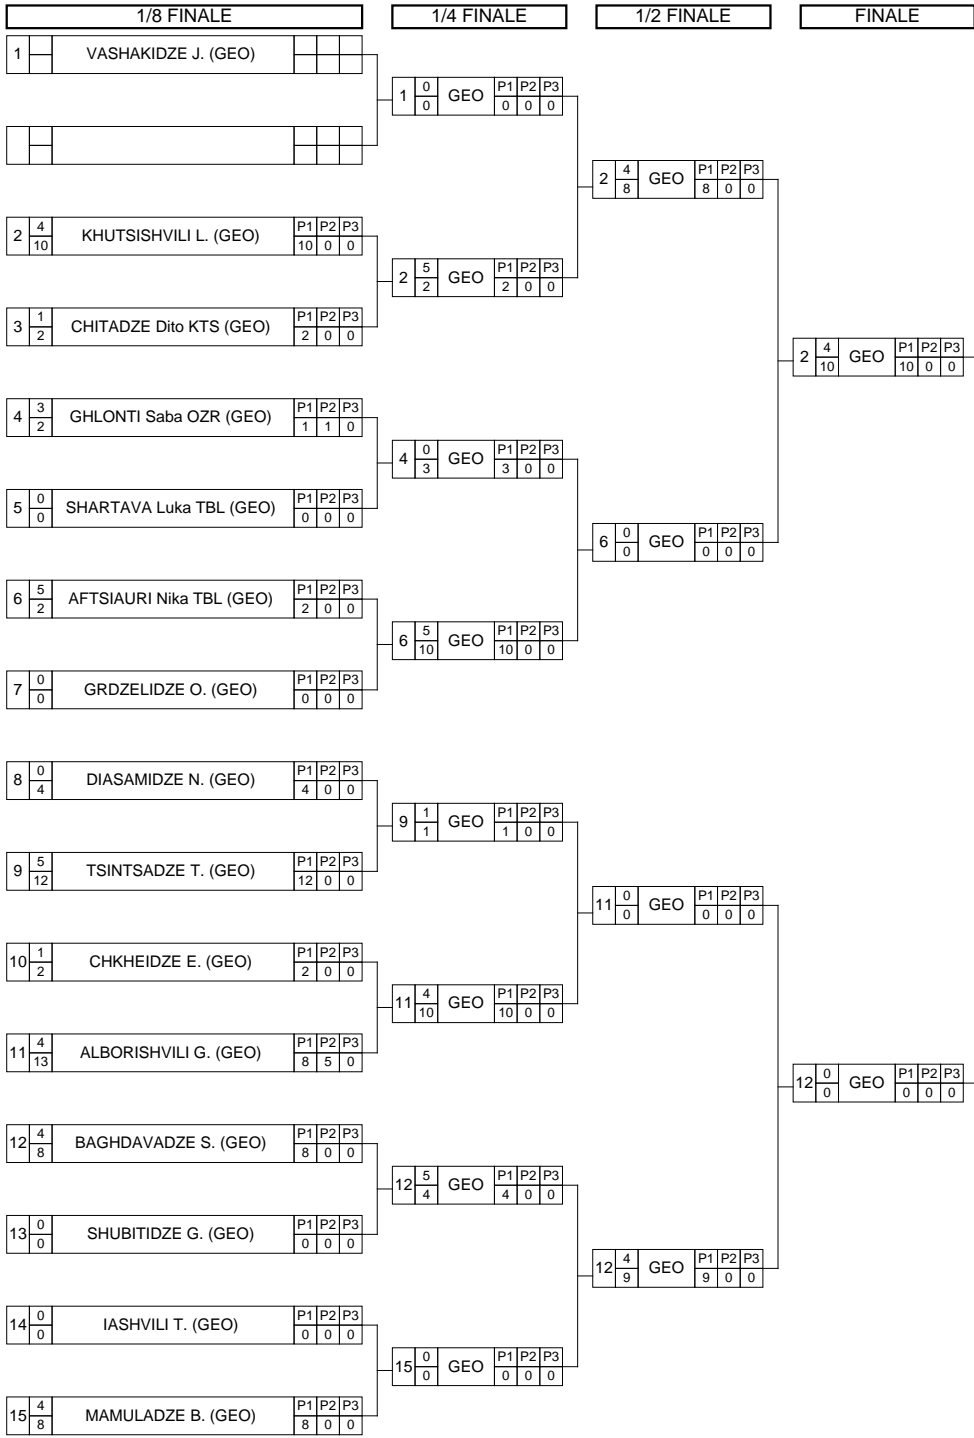 1/8 FINALE 1/4 FINALE 1/2 FINALE FINALE
1 VASHAKIDZE J. (GEO)
1 0 GEO P1 P2 P3
0 0 0 0
2 4 GEO P1 P2 P3
8 8 0 0
2 4 KHUTSISHVILI L. (GEO) P1 P2 P3
10 10 0 0
2 5 GEO P1 P2 P3
2 2 0 0
3 1 CHITADZE Dito KTS (GEO) P1 P2 P3
2 2 0 0
2 4 GEO P1 P2 P3
10 10 0 0
4 3 GHLONTI Saba OZR (GEO) P1 P2 P3
2 1 1 0
4 0 GEO P1 P2 P3
3 3 0 0
5 0 SHARTAVA Luka TBL (GEO) P1 P2 P3
0 0 0 0
6 0 GEO P1 P2 P3
0 0 0 0
6 5 AFTSIAURI Nika TBL (GEO) P1 P2 P3
2 2 0 0
6 5 GEO P1 P2 P3
10 10 0 0
7 0 GRDZELIDZE O. (GEO) P1 P2 P3
0 0 0 0
8 0 DIASAMIDZE N. (GEO) P1 P2 P3
4 4 0 0
9 1 GEO P1 P2 P3
1 1 0 0
9 5 TSINTSADZE T. (GEO) P1 P2 P3
12 12 0 0
11 0 GEO P1 P2 P3
0 0 0 0
10 1 CHKHEIDZE E. (GEO) P1 P2 P3
2 2 0 0
11 4 GEO P1 P2 P3
10 10 0 0
11 4 ALBORISHVILI G. (GEO) P1 P2 P3
13 8 5 0
12 0 GEO P1 P2 P3
0 0 0 0
12 4 BAGHDAVADZE S. (GEO) P1 P2 P3
8 8 0 0
12 5 GEO P1 P2 P3
4 4 0 0
13 0 SHUBITIDZE G. (GEO) P1 P2 P3
0 0 0 0
12 4 GEO P1 P2 P3
9 9 0 0
14 0 IASHVILI T. (GEO) P1 P2 P3
0 0 0 0
15 0 GEO P1 P2 P3
0 0 0 0
15 4 MAMULADZE B. (GEO) P1 P2 P3
8 8 0 0